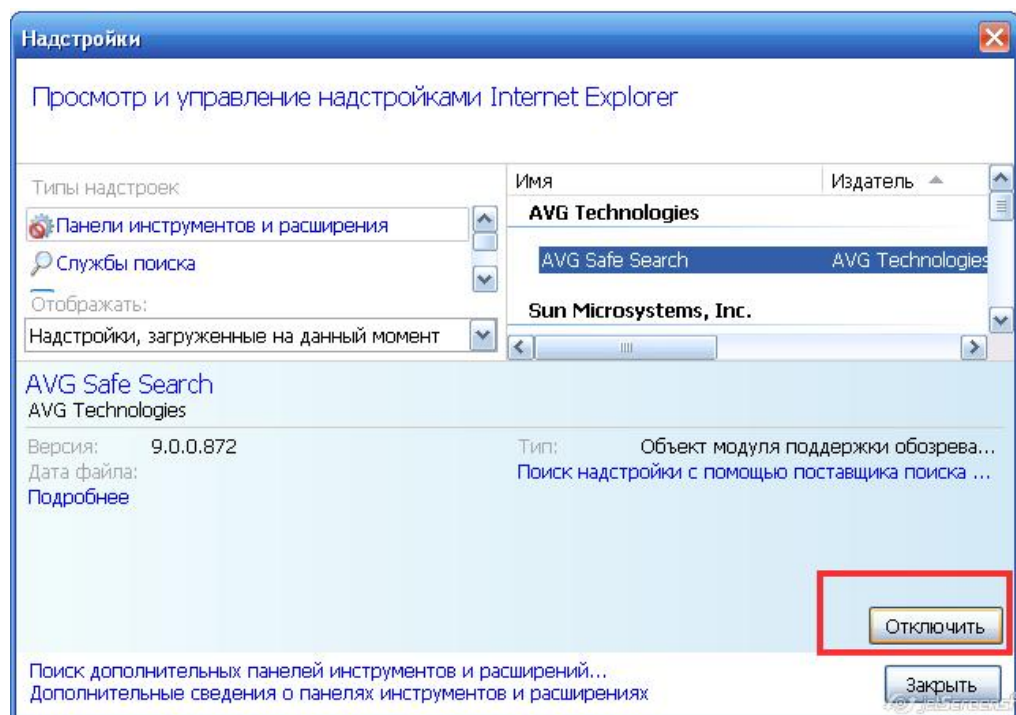 Надстройки
Просмотр и управление надстройками Internet Explorer
Типы надстроек
Панели инструментов и расширения
Службы поиска
Отображать:
Надстройки, загруженные на данный момент
Имя Издатель
AVG Technologies
AVG Safe Search AVG Technologies
Sun Microsystems, Inc.
AVG Safe Search
AVG Technologies
Версия: 9.0.0.872
Дата файла:
Подробнее
Тип: Объект модуля поддержки обозрева...
Поиск надстройки с помощью поставщика поиска ...
Отключить
Поиск дополнительных панелей инструментов и расширений...
Дополнительные сведения о панелях инструментов и расширениях
Закрыть